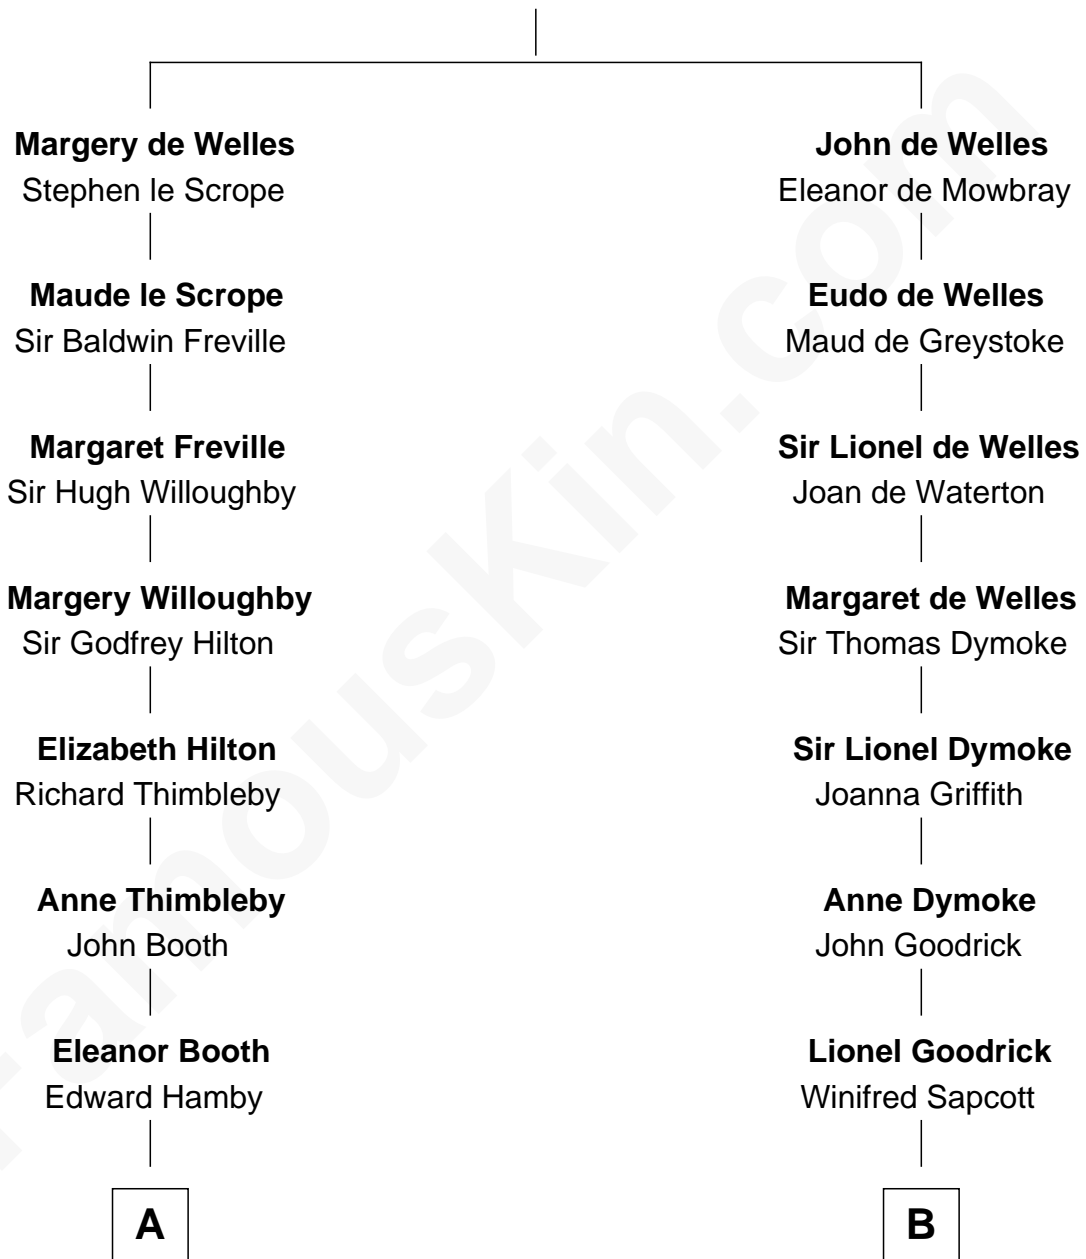 Margery de Welles
Stephen le Scrope
John de Welles
Eleanor de Mowbray
Maude le Scrope
Sir Baldwin Freville
Eudo de Welles
Maud de Greystoke
Margaret Freville
Sir Hugh Willoughby
Sir Lionel de Welles
Joan de Waterton
Margery Willoughby
Sir Godfrey Hilton
Margaret de Welles
Sir Thomas Dymoke
Elizabeth Hilton
Richard Thimbleby
Sir Lionel Dymoke
Joanna Griffith
Anne Thimbleby
John Booth
Anne Dymoke
John Goodrick
Eleanor Booth
Edward Hamby
Lionel Goodrick
Winifred Sapcott
A
B
FamousKin.com